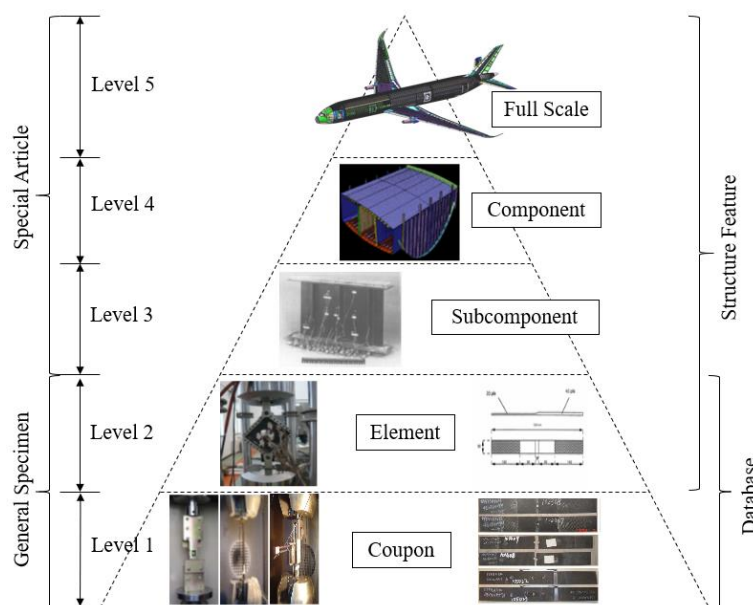 Special Article
General Specimen
Level 5
Level 4
Level 3
Level 2
Level 1
Full Scale
Component
Subcomponent
Element
Coupon
Structure Feature
Database